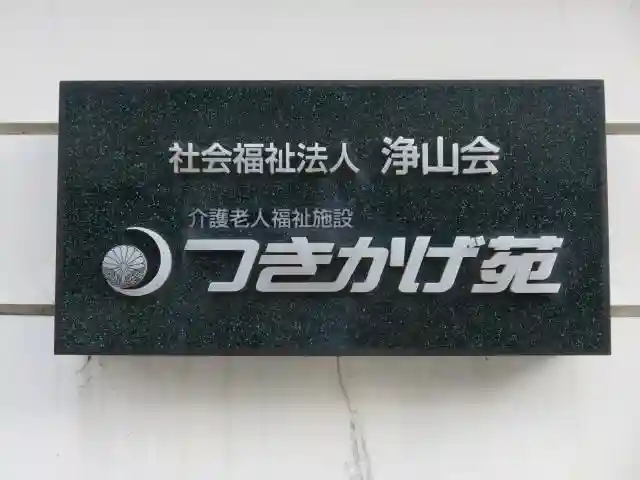 社会福祉法人 浄山会
介護老人福祉施設
つきかげ苑